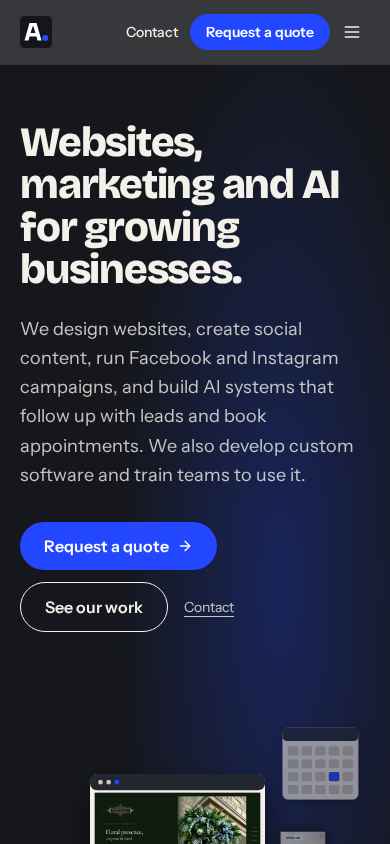 A.
Contact
Request a quote
Websites,
marketing and AI
for growing
businesses.
We design websites, create social
content, run Facebook and Instagram
campaigns, and build AI systems that
follow up with leads and book
appointments. We also develop custom
software and train teams to use it.
Request a quote →
See our work
Contact
Floral presence,